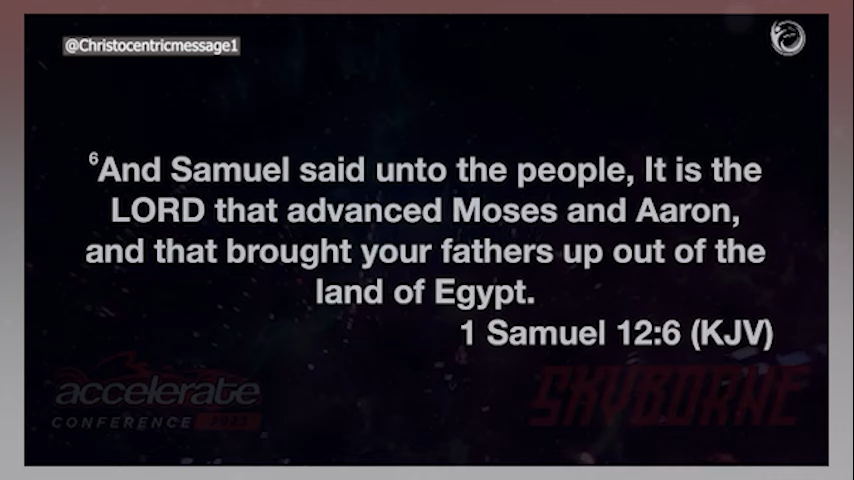 @Christocentricmessage1
6And Samuel said unto the people, It is the
LORD that advanced Moses and Aaron,
and that brought your fathers up out of the
land of Egypt.
1 Samuel 12:6 (KJV)
accelerate
CONFERENCE 2023
SKYBORNE